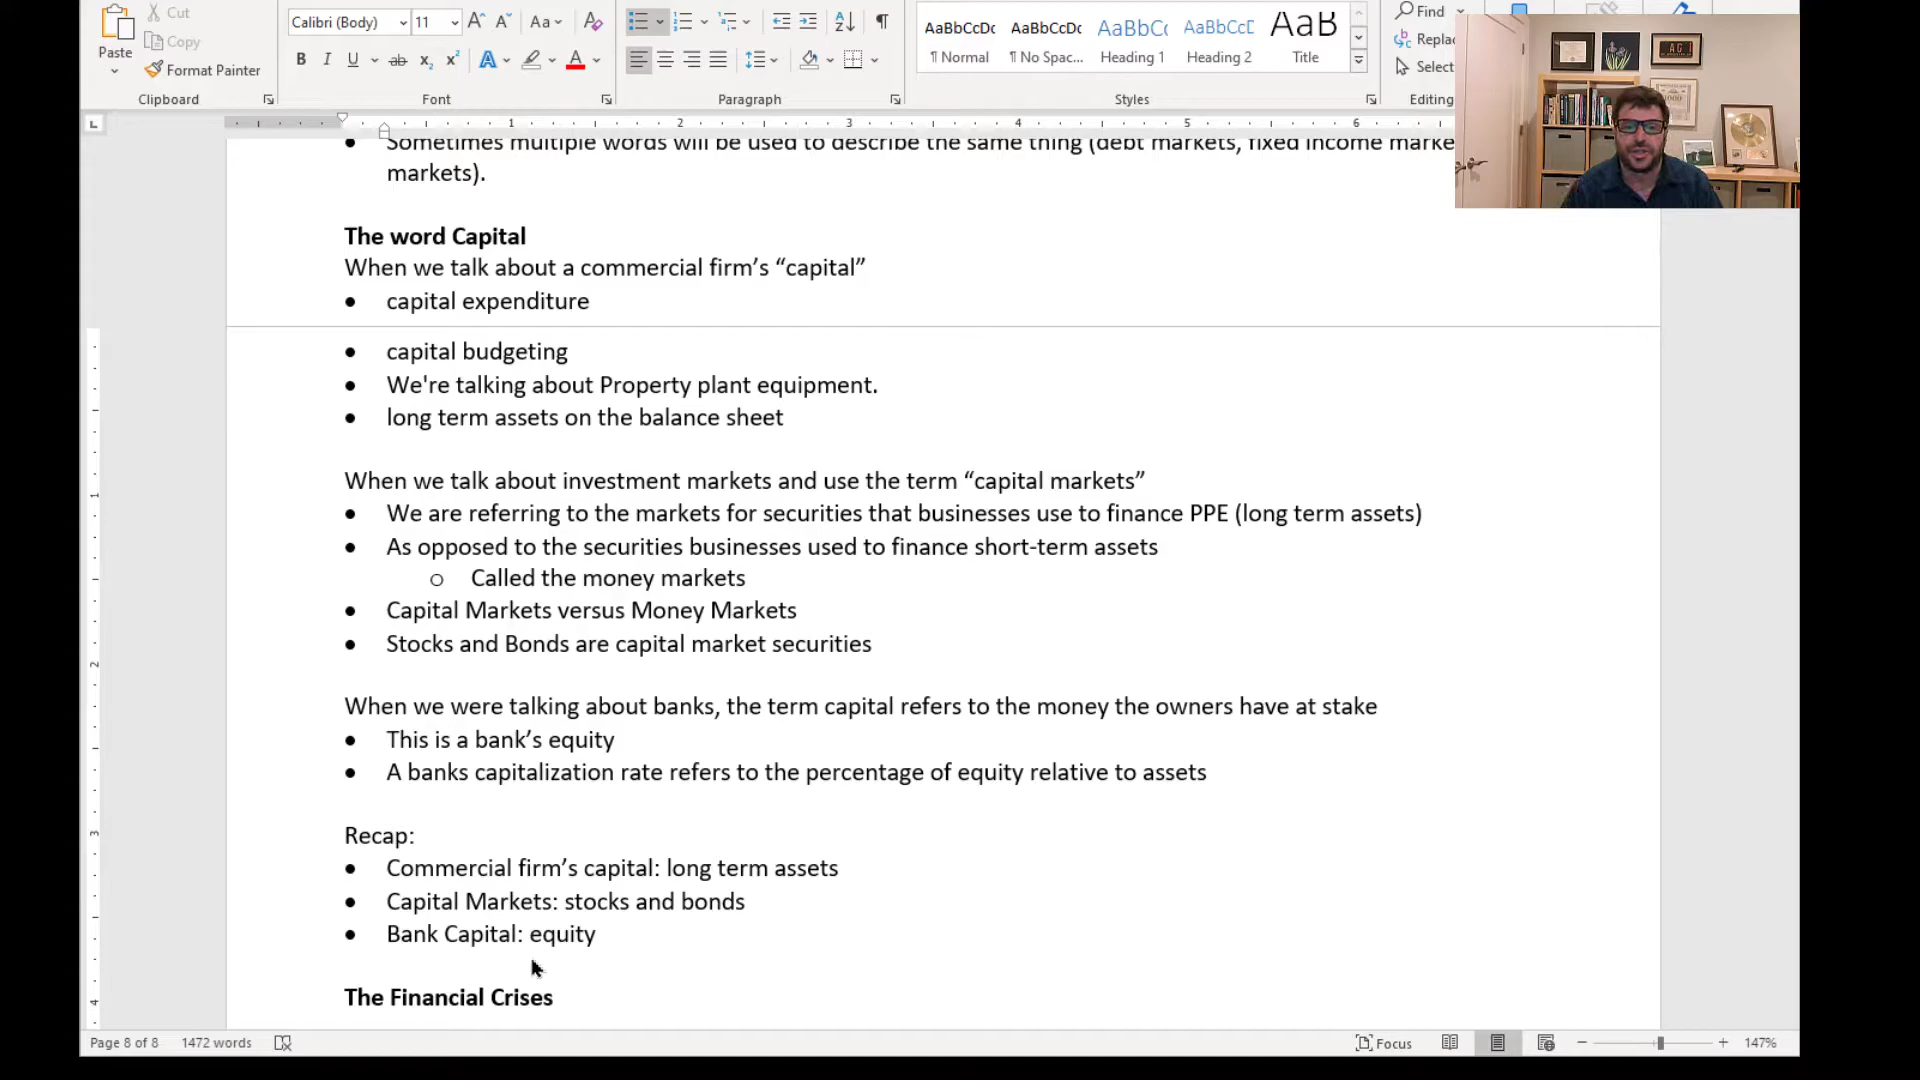 Paste
Cut
Copy
Format Painter
Clipboard
Calibri (Body)
11
Aa
Font
Paragraph
AaBbCcDc
¶ Normal
AaBbCcDc
¶ No Spac...
AaBbCc
Heading 1
AaBbCcD
Heading 2
AaB
Title
Styles
Find
Replac
Select
Editing
Sometimes multiple words will be used to describe the same thing (debt markets, fixed income marke
markets).
The word Capital
When we talk about a commercial firm’s “capital”
• capital expenditure
• capital budgeting
• We're talking about Property plant equipment.
• long term assets on the balance sheet
When we talk about investment markets and use the term “capital markets”
• We are referring to the markets for securities that businesses use to finance PPE (long term assets)
• As opposed to the securities businesses used to finance short-term assets
o Called the money markets
• Capital Markets versus Money Markets
• Stocks and Bonds are capital market securities
When we were talking about banks, the term capital refers to the money the owners have at stake
• This is a bank’s equity
• A banks capitalization rate refers to the percentage of equity relative to assets
Recap:
• Commercial firm’s capital: long term assets
• Capital Markets: stocks and bonds
• Bank Capital: equity
The Financial Crises
Page 8 of 8 1472 words
Focus
147%